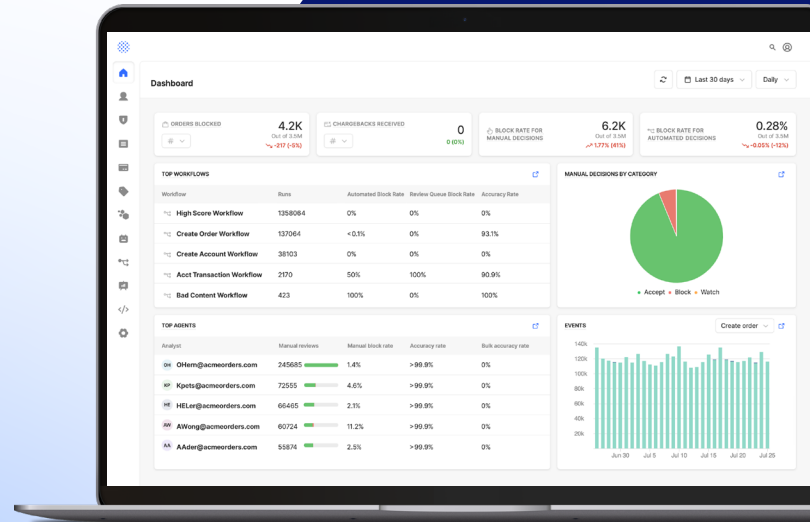 Dashboard
Last 30 days
Daily
ORDERS BLOCKED
#
4.2K
Out of 3.5M
-217 (-5%)
CHARGEBACKS RECEIVED
#
0
0 (0%)
BLOCK RATE FOR
MANUAL DECISIONS
6.2K
Out of 3.5M
1.77% (41%)
BLOCK RATE FOR
AUTOMATED DECISIONS
0.28%
Out of 3.5M
-0.05% (-12%)
TOP WORKFLOWS
Workflow Runs Automated Block Rate Review Queue Block Rate Accuracy Rate
High Score Workflow 1358084 0% 0% 0%
Create Order Workflow 137064 <0.1% 0% 93.1%
Create Account Workflow 38103 0% 0% 0%
Acct Transaction Workflow 2170 50% 100% 90.9%
Bad Content Workflow 423 100% 0% 100%
MANUAL DECISIONS BY CATEGORY
Accept Block Watch
TOP AGENTS
Analyst Manual reviews Manual block rate Accuracy rate Bulk accuracy rate
OH OHern@acmeorders.com 245685 1.4% >99.9% 0%
KP Kpets@acmeorders.com 72555 4.6% >99.9% 0%
HE HELer@acmeorders.com 66465 2.1% >99.9% 0%
AW AWong@acmeorders.com 60724 11.2% >99.9% 0%
AA AAder@acmeorders.com 55874 2.5% >99.9% 0%
EVENTS
Create order
140k
120k
100k
80k
60k
40k
20k
Jun 30 Jul 5 Jul 10 Jul 15 Jul 20 Jul 25